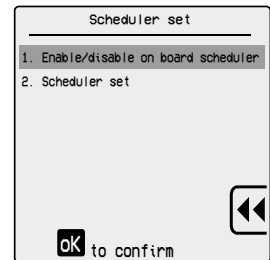 Scheduler set
1. Enable/disable on board scheduler
2. Scheduler set
OK to confirm